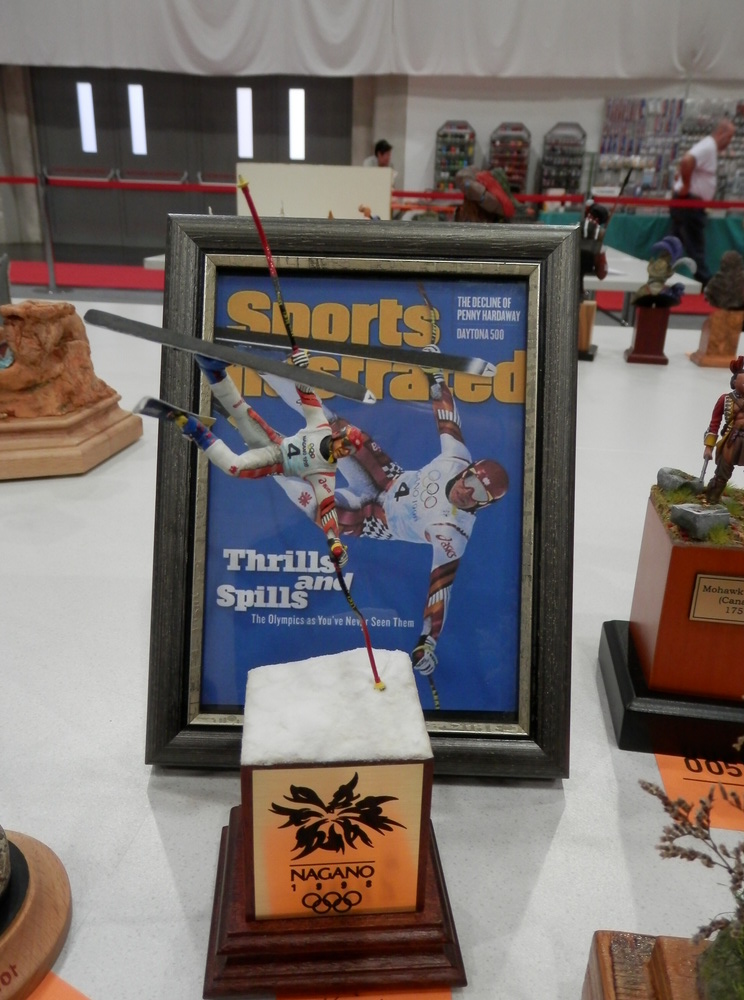 Sports
Illustrated
THE DECLINE OF
PENNY HARDAWAY
DAYTONA 500
4
4
asics
Thrills
and
Spills
The Olympics as You've Never Seen Them
NAGANO
1998
Mohawk
175
005